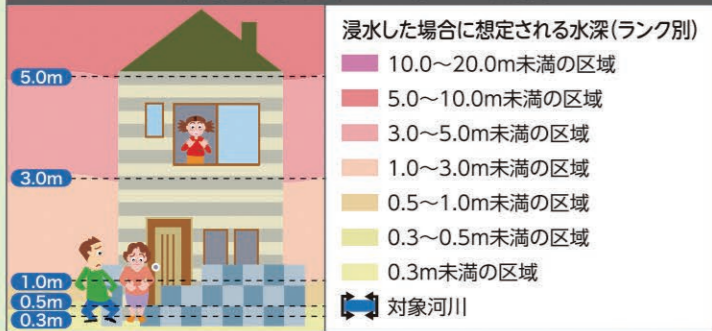 浸水した場合に想定される水深(ランク別)
10.0～20.0m未満の区域
5.0～10.0m未満の区域
3.0～5.0m未満の区域
1.0～3.0m未満の区域
0.5～1.0m未満の区域
0.3～0.5m未満の区域
0.3m未満の区域
対象河川
5.0m
3.0m
1.0m
0.5m
0.3m